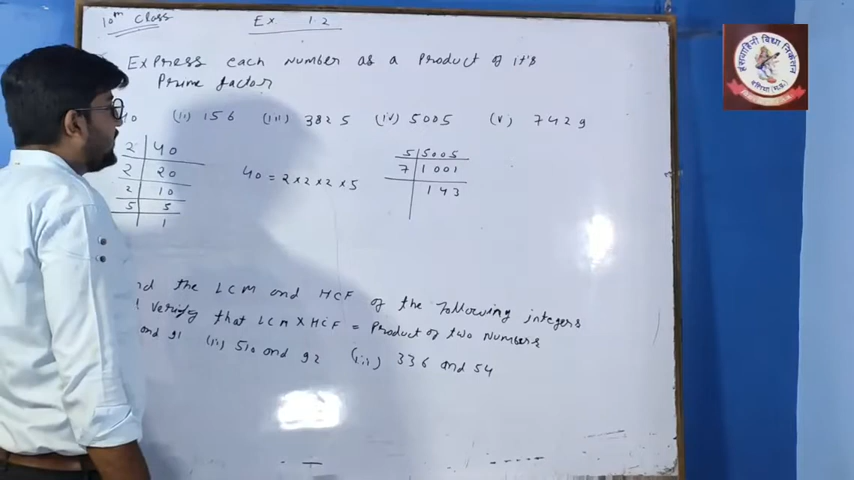 10th class
Ex 1.2
Express each Number as a Product of it's
Prime factor
40 (ii) 156 (iii) 3825 (iv) 5005 (v) 7429
2 | 40
2 | 20
2 | 10
5 | 5
1
40 = 2×2×2×5
5 | 5005
7 | 1001
143
the LCM and HCF of the following integers
verify that LCM X HCF = Product of two Numbers
and 91 (ii) 510 and 92 (iii) 336 and 54
हंसवाहिनी विद्या निकेतन